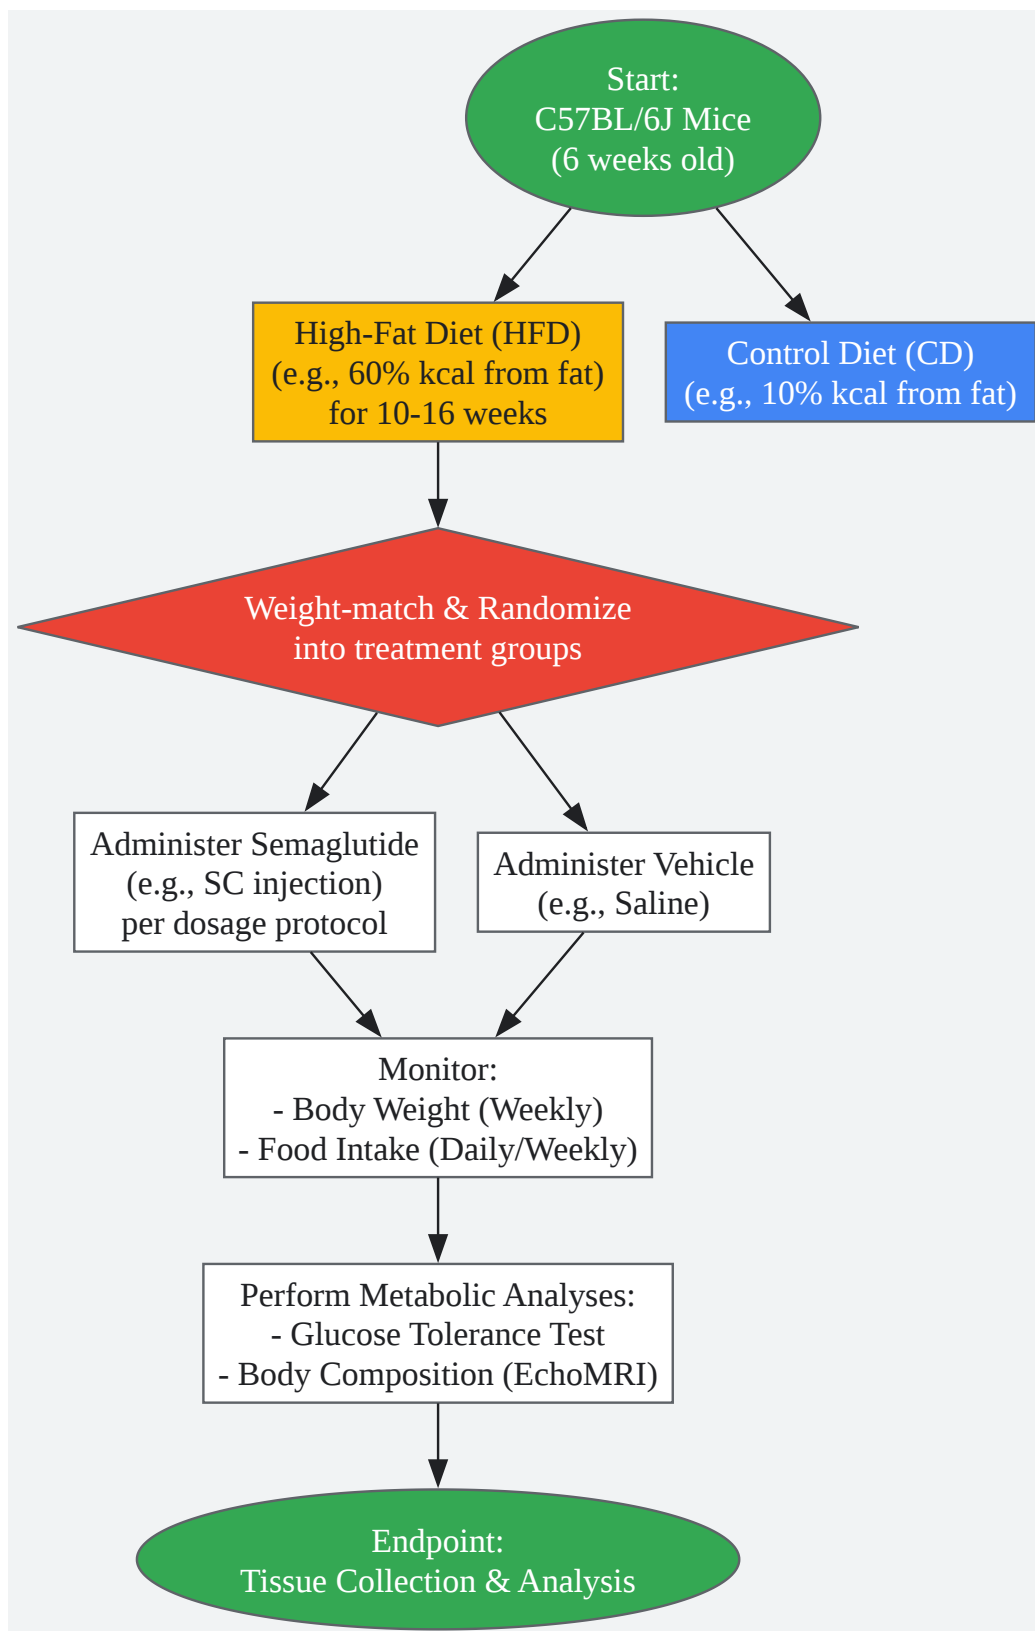 Start:
C57BL/6J Mice
(6 weeks old)
High-Fat Diet (HFD)
(e.g., 60% kcal from fat)
for 10-16 weeks
Control Diet (CD)
(e.g., 10% kcal from fat)
Weight-match & Randomize
into treatment groups
Administer Semaglutide
(e.g., SC injection)
per dosage protocol
Administer Vehicle
(e.g., Saline)
Monitor:
- Body Weight (Weekly)
- Food Intake (Daily/Weekly)
Perform Metabolic Analyses:
- Glucose Tolerance Test
- Body Composition (EchoMRI)
Endpoint:
Tissue Collection & Analysis